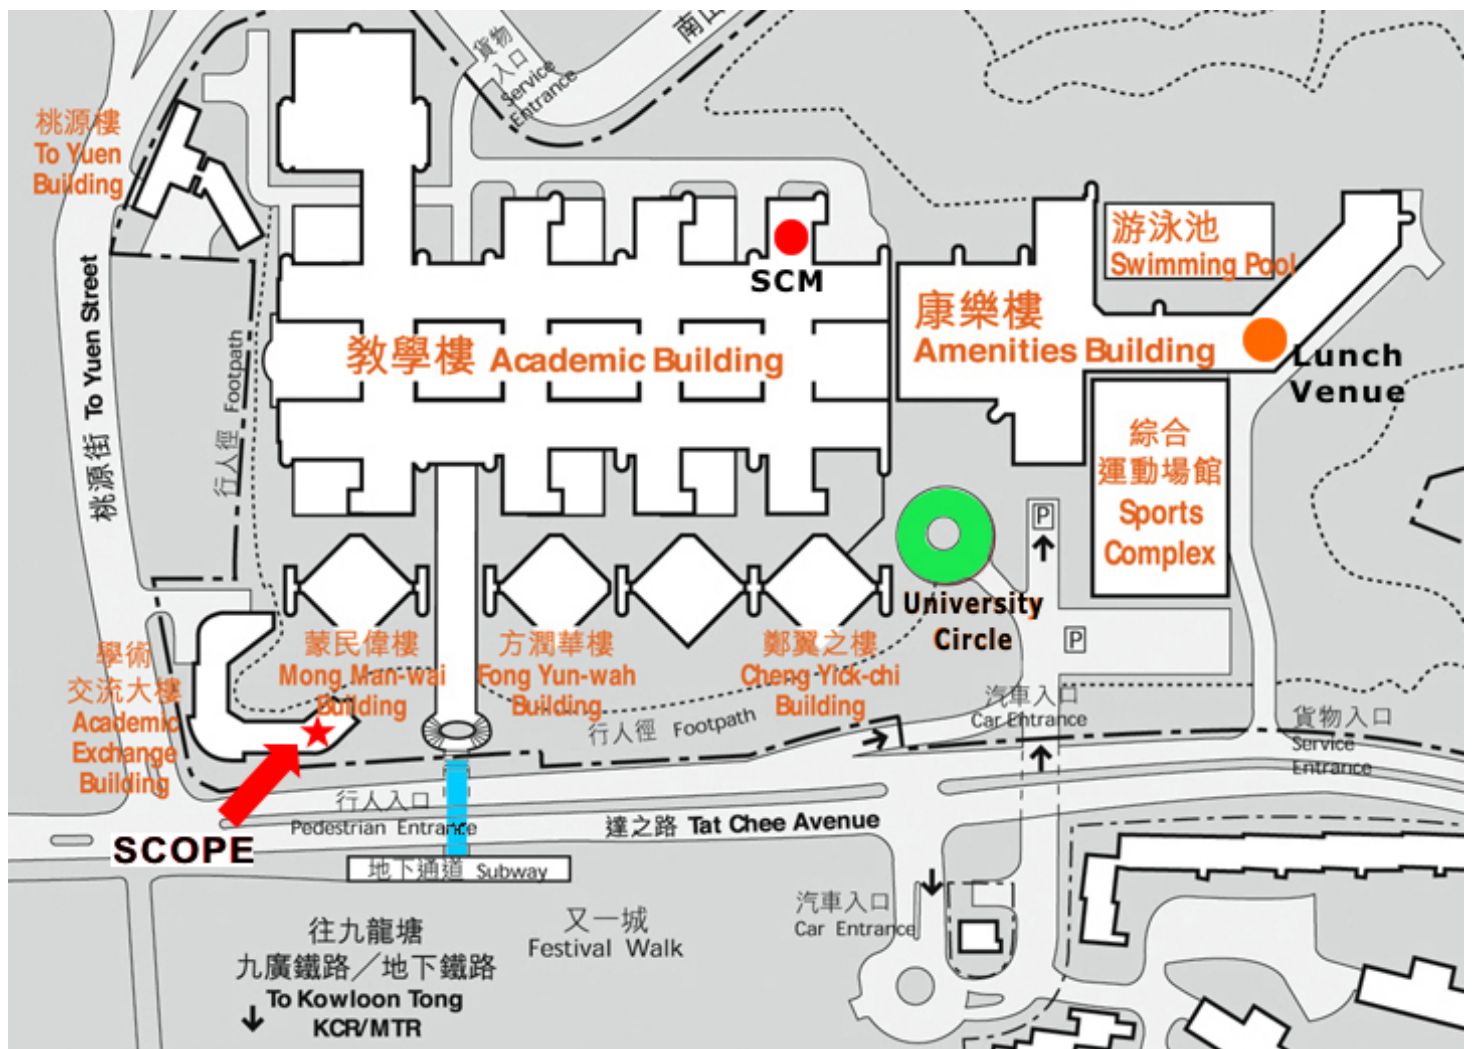 南山
貨物
入口
Service
Entrance
桃源樓
To Yuen
Building
游泳池
Swimming Pool
SCM
康樂樓
Amenities Building
教學樓 Academic Building
Lunch
Venue
桃源街 To Yuen Street
行人徑 Footpath
綜合
運動場館
Sports
Complex
P
University
Circle
P
學術
交流大樓
Academic
Exchange
Building
蒙民偉樓
Mong Man-wai
Building
方潤華樓
Fong Yun-wah
Building
鄭翼之樓
Cheng Yick-chi
Building
行人徑 Footpath
汽車入口
Car Entrance
貨物入口
Service
Entrance
SCOPE
行人入口
Pedestrian Entrance
達之路 Tat Chee Avenue
地下通道 Subway
汽車入口
Car Entrance
又一城
Festival Walk
往九龍塘
九廣鐵路／地下鐵路
To Kowloon Tong
KCR/MTR